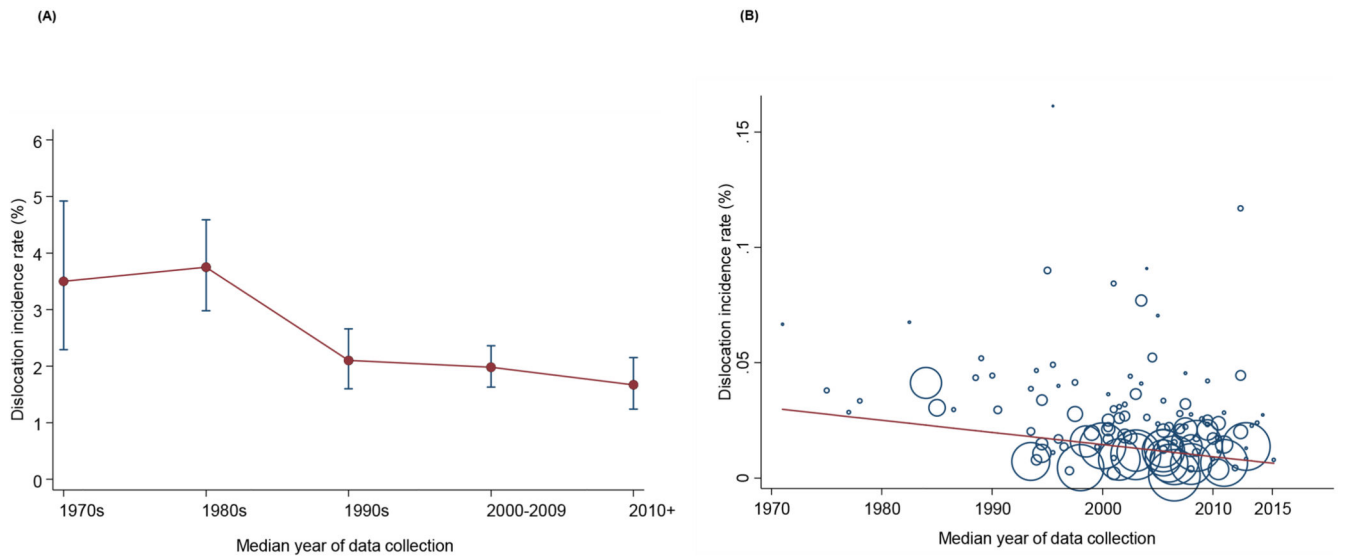 (A)
(B)
Dislocation incidence rate (%)
6
5
4
3
2
1
0
1970s 1980s 1990s 2000-2009 2010+
Median year of data collection
Dislocation incidence rate (%)
.15
.1
.05
0
1970 1980 1990 2000 2010 2015
Median year of data collection